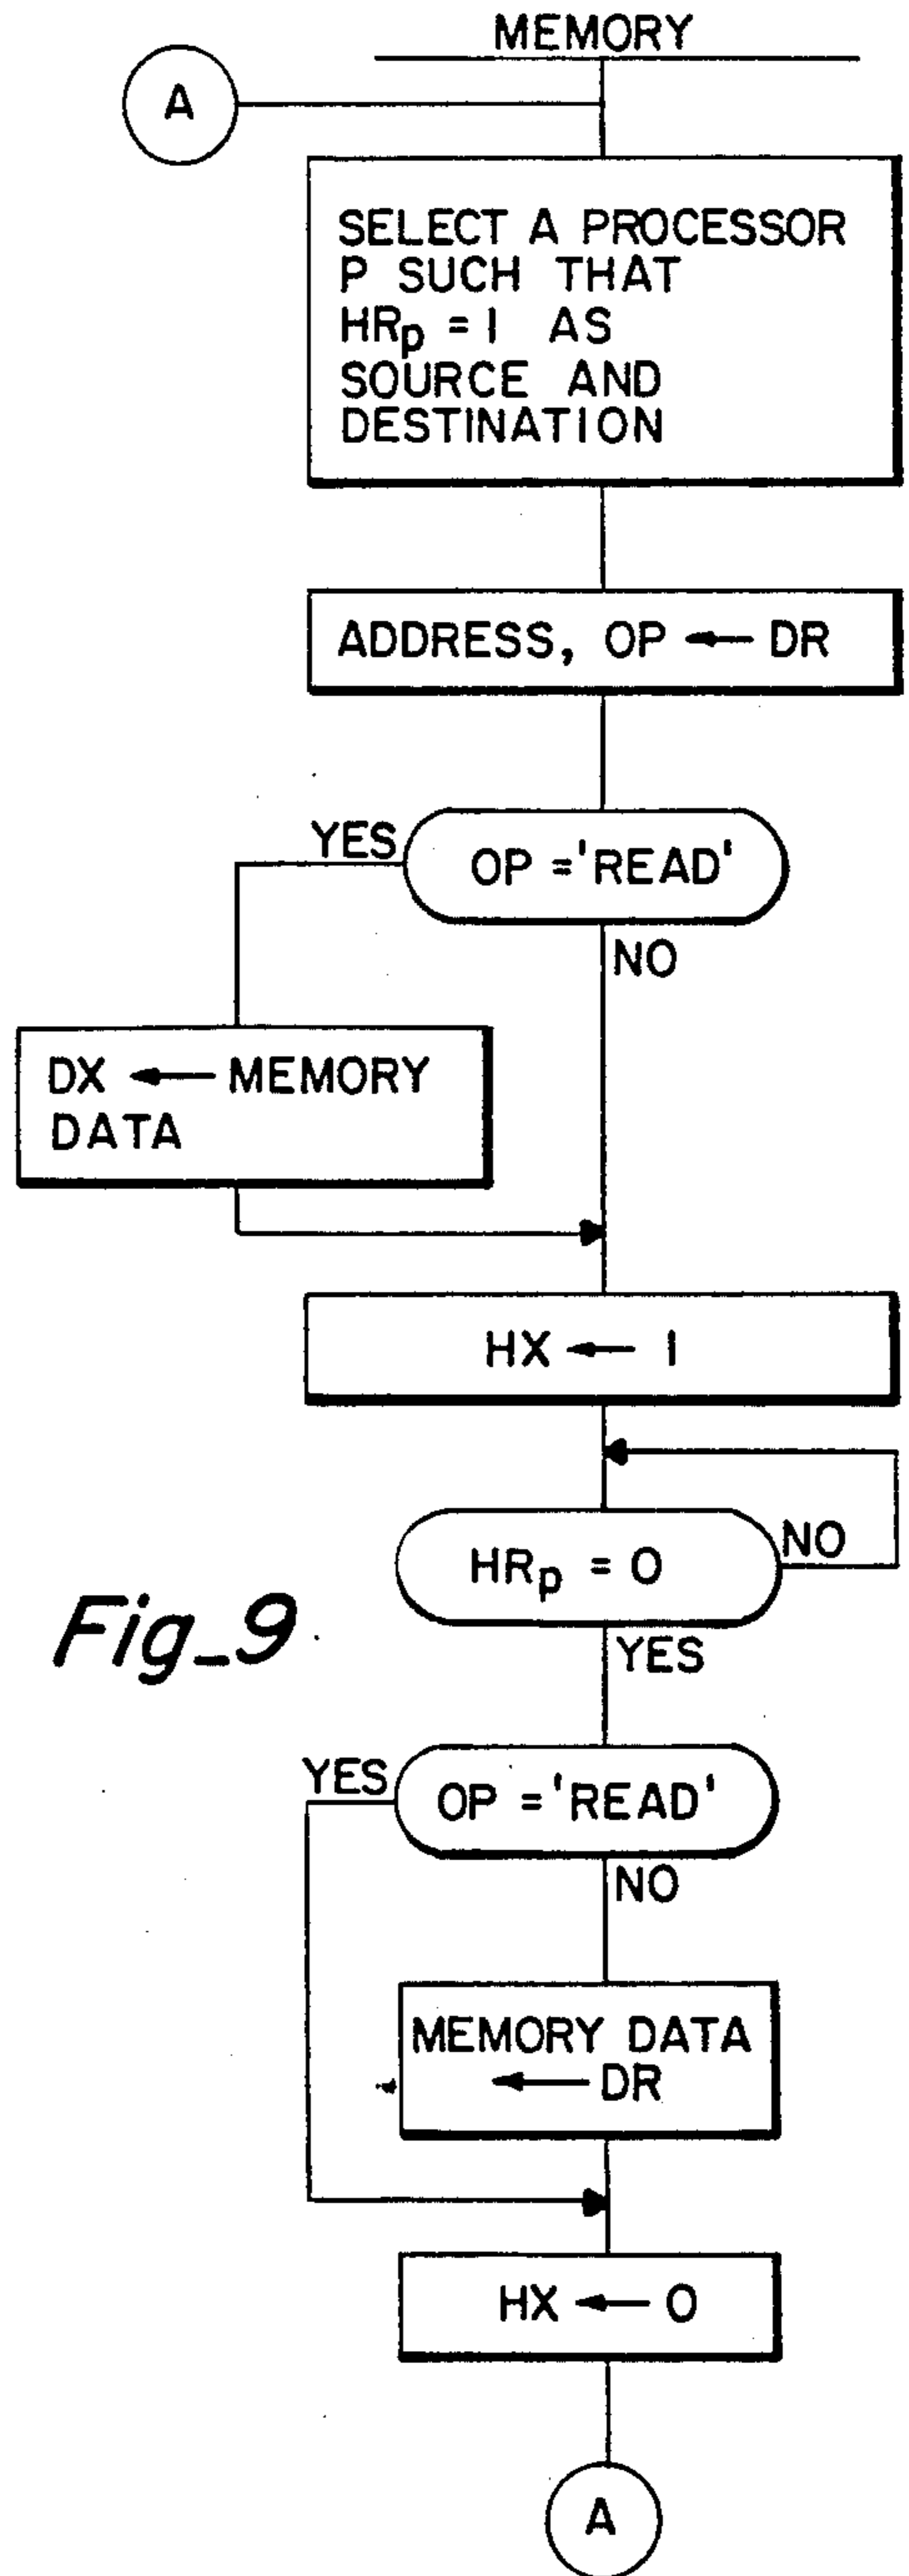 MEMORY
A
SELECT A PROCESSOR
P SUCH THAT
HRp = 1 AS
SOURCE AND
DESTINATION
ADDRESS, OP ← DR
YES
OP ='READ'
NO
DX ← MEMORY
DATA
HX ← 1
HRp = 0
NO
YES
Fig_9
YES
OP ='READ'
NO
MEMORY DATA
← DR
HX ← 0
A